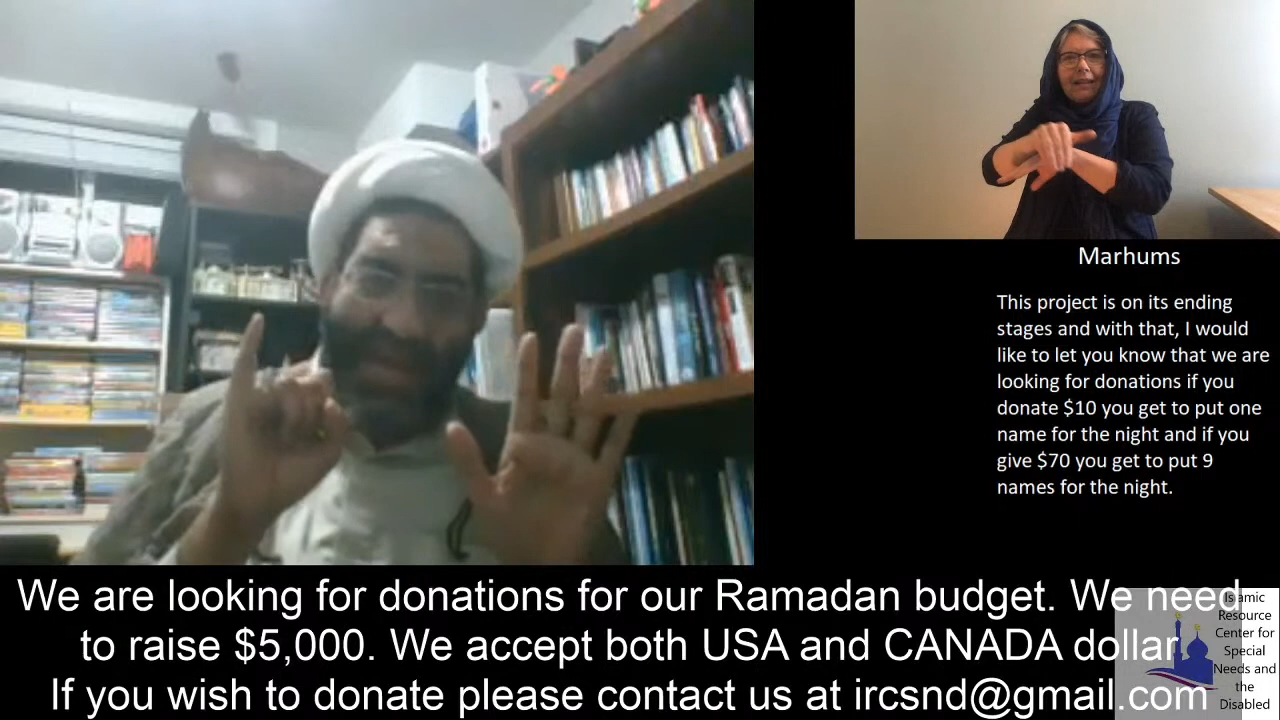 Marhums
This project is on its ending
stages and with that, I would
like to let you know that we are
looking for donations if you
donate $10 you get to put one
name for the night and if you
give $70 you get to put 9
names for the night.
We are looking for donations for our Ramadan budget. We need
to raise $5,000. We accept both USA and CANADA dollar
If you wish to donate please contact us at ircsnd@gmail.com
Islamic
Resource
Center for
Special
Needs and
the
Disabled